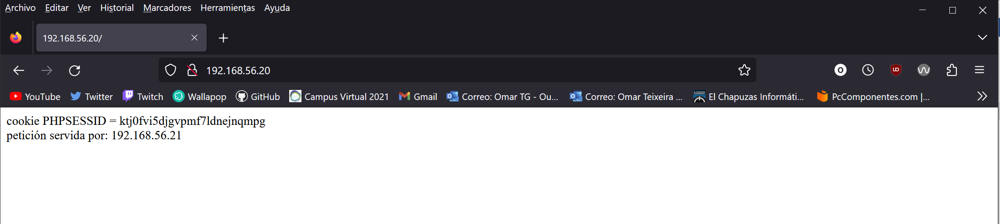 Archivo Editar Ver Historial Marcadores Herramientas Ayuda
192.168.56.20/
192.168.56.20
YouTube Twitter Twitch Wallapop GitHub Campus Virtual 2021 Gmail Correo: Omar TG - Ou... Correo: Omar Teixeira ... El Chapuzas Informáti... PcComponentes.com |...
cookie PHPSESSID = ktj0fvi5djgvpmf7ldnejnqmpg
petición servida por: 192.168.56.21